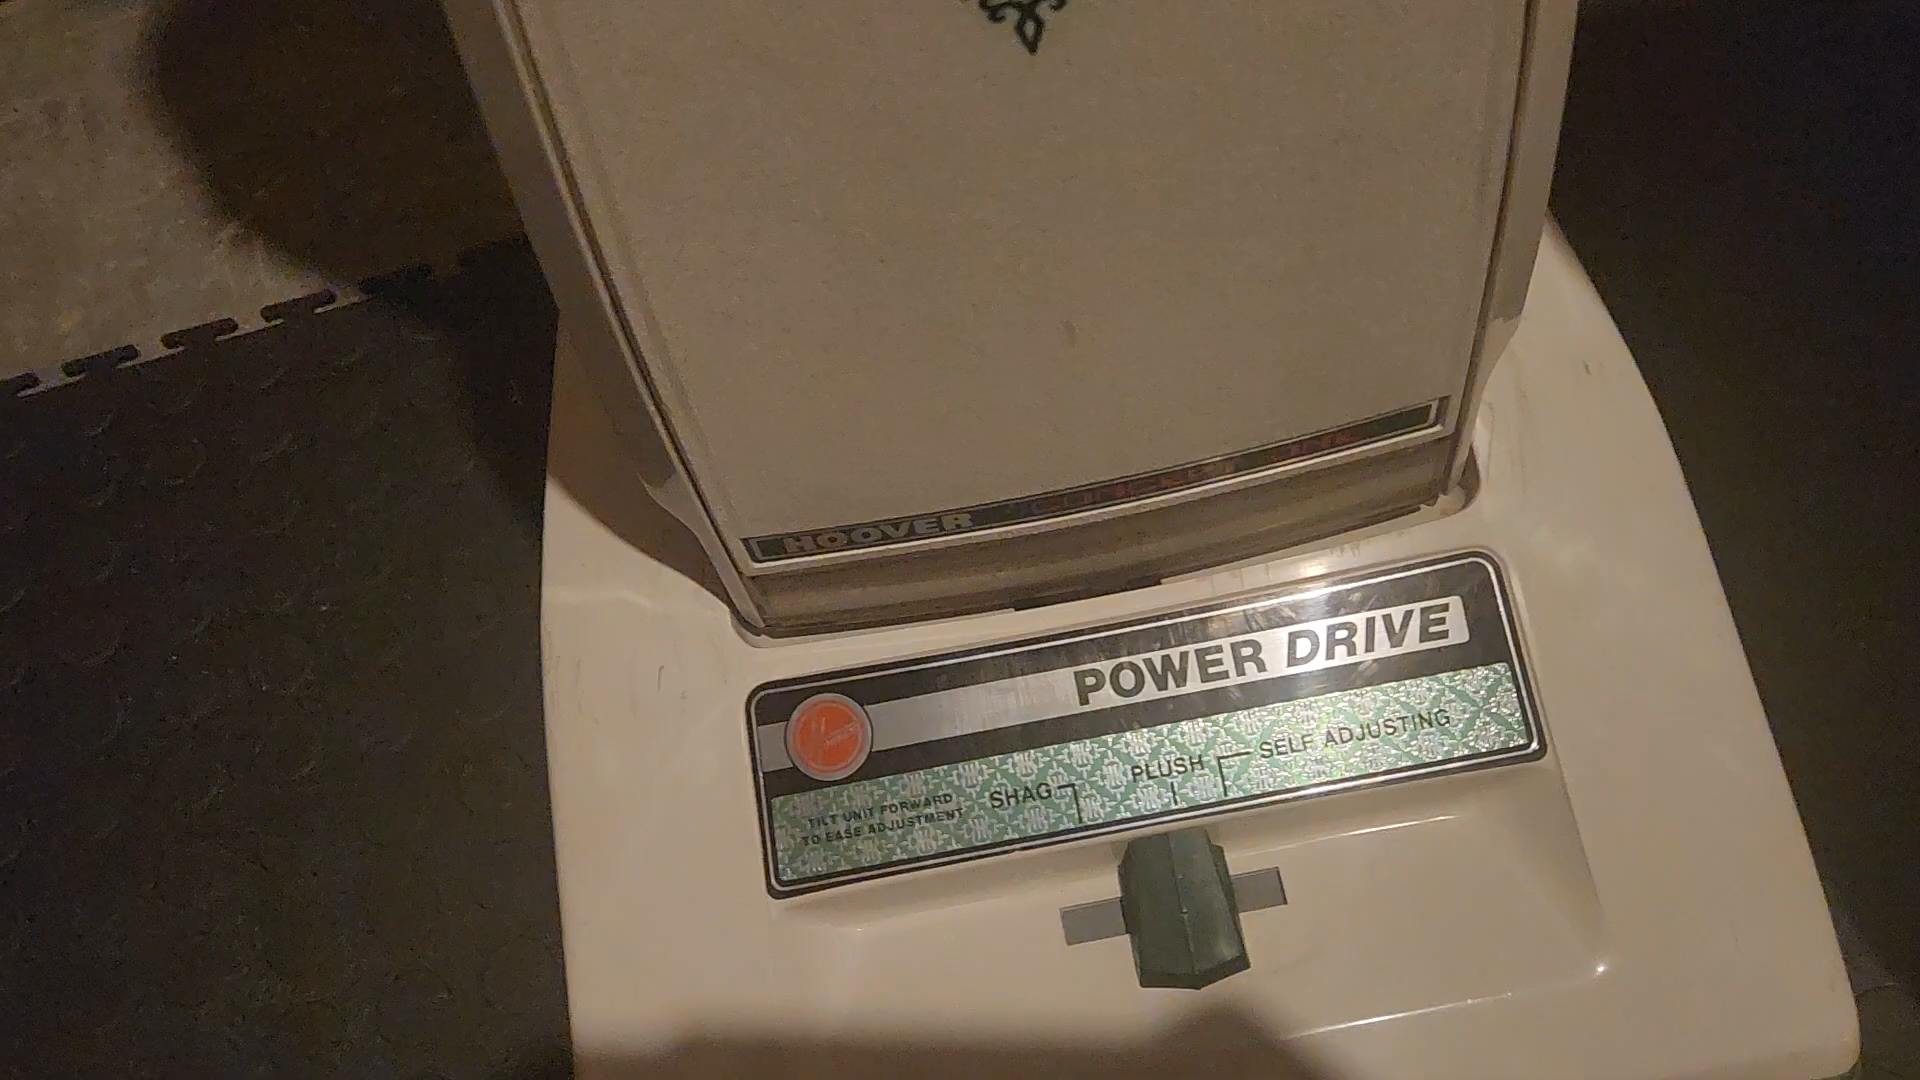 HOOVER
POWER DRIVE
SELF ADJUSTING
PLUSH
SHAG
TILT UNIT FORWARD
TO EASE ADJUSTMENT